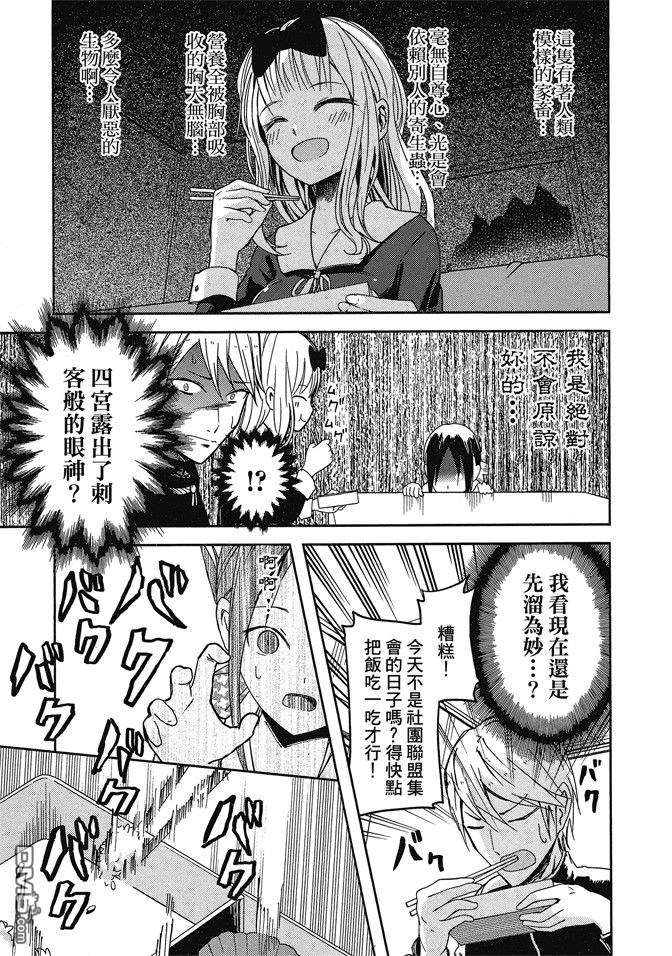 這隻有著人類
模樣的家畜…
毫無自尊心、光是會
依賴別人的寄生蟲…
營養全被胸部吸
收的胸大無腦…
多麼令人厭惡的
生物啊…
我是絕對
不會原諒
妳的…
ムグ
ムグ
!?
四宮露出了刺
客般的眼神?
我看現在還是
先溜為妙…?
糟糕!
今天不是社團聯盟集
會的日子嗎?得快點
把飯吃一吃才行!
バク
バク
啊啊…
バク
バク
バク
バク
バク
バク
DM5.com